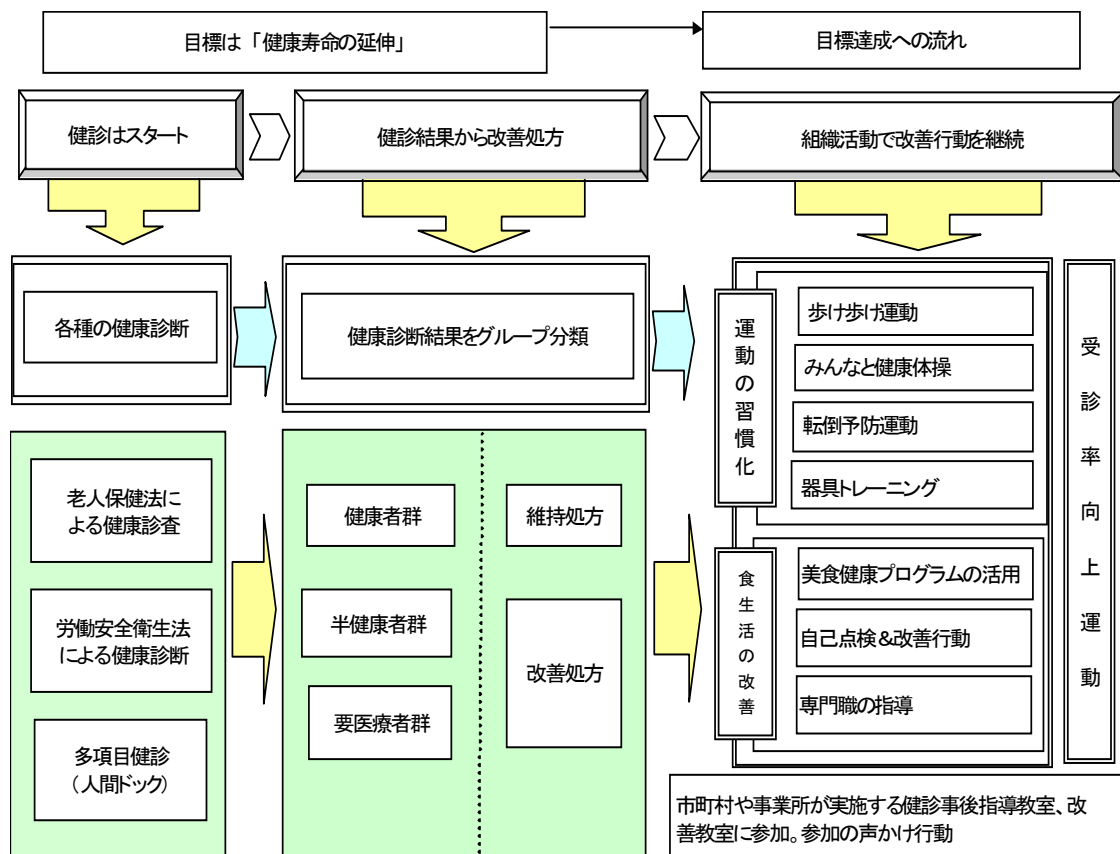 目標は「健康寿命の延伸」
目標達成への流れ
健診はスタート
健診結果から改善処方
組織活動で改善行動を継続
各種の健康診断
健康診断結果をグループ分類
老人保健法に
よる健康診査
労働安全衛生法
による健康診断
多項目健診
(人間ドック)
健康者群
維持処方
半健康者群
改善処方
要医療者群
運動の習慣化
歩け歩け運動
みんなと健康体操
転倒予防運動
器具トレーニング
食生活の改善
美食健康プログラムの活用
自己点検&改善行動
専門職の指導
受診率向上運動
市町村や事業所が実施する健診事後指導教室、改
善教室に参加。参加の声かけ行動